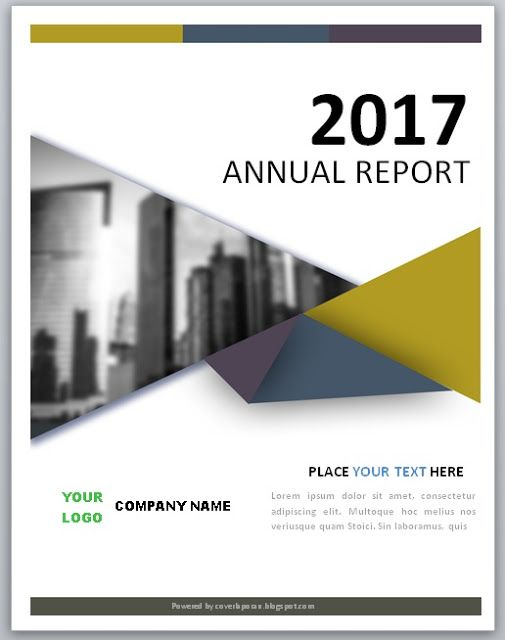 2017
ANNUAL REPORT
PLACE YOUR TEXT HERE
Lorem ipsum dolor sit amet, consectetur
adipiscing elit. Multoque hoc melius nos
veriusque quam Stoici. Sin laboramus, quis
YOUR
LOGO
COMPANY NAME
Powered by coverlaporan.blogspot.com